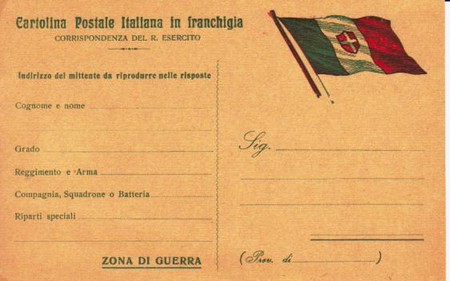 Cartolina Postale Italiana in franchigia
CORRISPONDENZA DEL R. ESERCITO
Indirizzo del mittente da riprodurre nelle risposte
Cognome e nome
Grado
Reggimento e Arma
Compagnia, Squadrone o Batteria
Riparti speciali
ZONA DI GUERRA
Sig.
(Prov. di )